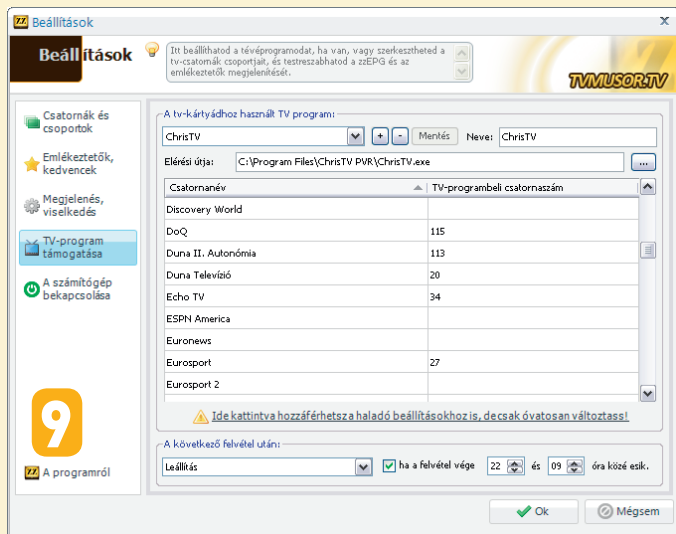 Beállítások
Beállítások
Itt beállíthatod a tévéprogramodat, ha van, vagy szerkesztheted a
tv-csatornák csoportjait, és testreszabhatod a zzEPG és az
emlékeztetők megjelenítését.
TVMUSOR.TV
Csatornák és
csoportok
Emlékeztetők,
kedvencek
Megjelenés,
viselkedés
TV-program
támogatása
A számítógép
bekapcsolása
9
A programról
A tv-kártyádhoz használt TV program:
ChrisTV + - Mentés Neve: ChrisTV
Elérési útja: C:\Program Files\ChrisTV PVR\ChrisTV.exe ...
Csatornanév TV-programbeli csatornaszám
Discovery World
DoQ 115
Duna II. Autonómia 113
Duna Televízió 20
Echo TV 34
ESPN America
Euronews
Eurosport 27
Eurosport 2
Ide kattintva hozzáférhetsz a haladó beállításokhoz is, de csak óvatosan változtass!
A következő felvétel után:
Leállítás ha a felvétel vége 22 és 09 óra közé esik.
Ok Mégsem